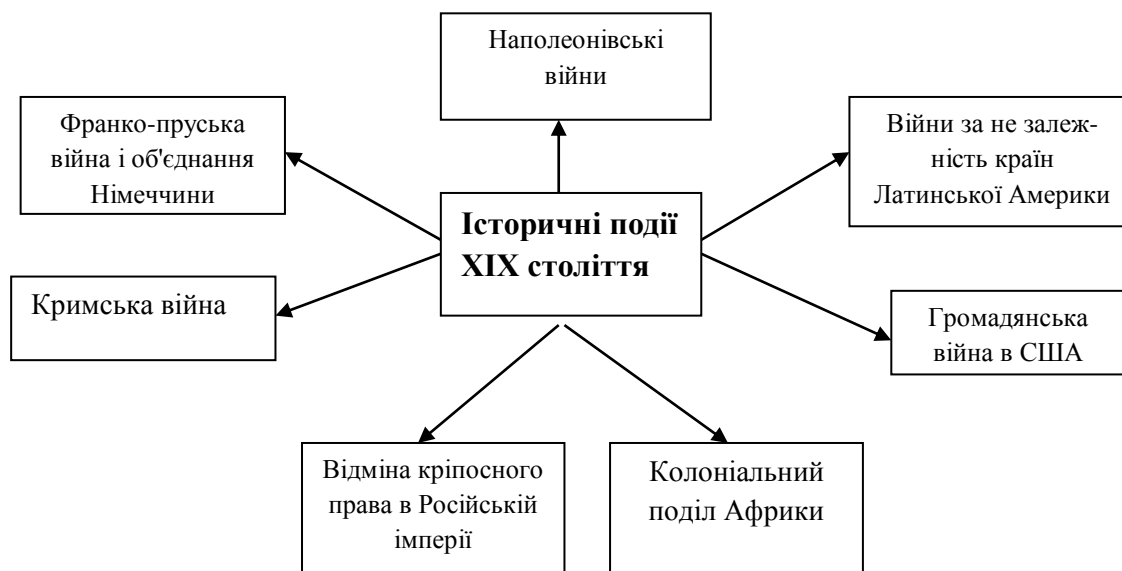 Наполеонівські
війни
Франко-пруська
війна і об'єднання
Німеччини
Війни за не залеж-
ність країн
Латинської Америки
Історичні події
XIX століття
Кримська війна
Громадянська
війна в США
Відміна кріпосного
права в Російській
імперії
Колоніальний
поділ Африки